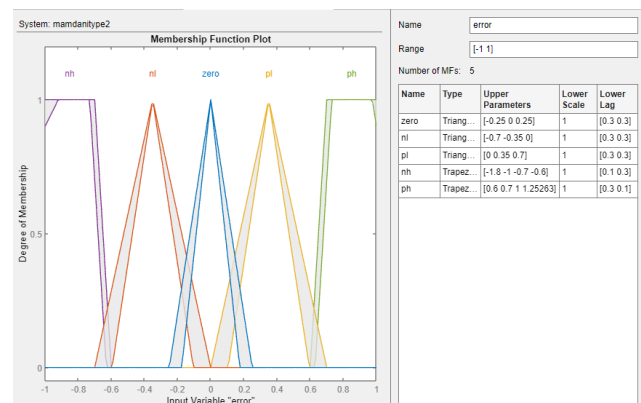 System: mamdanitype2
Membership Function Plot
nh nl zero pl ph
1
0.5
0
Degree of Membership
-1 -0.8 -0.6 -0.4 -0.2 0 0.2 0.4 0.6 0.8 1
Input Variable "error"
Name error
Range [-1 1]
Number of MFs: 5
Name Type Upper Parameters Lower Scale Lower Lag
zero Triang... [-0.25 0 0.25] 1 [0.3 0.3]
nl Triang... [-0.7 -0.35 0] 1 [0.3 0.3]
pl Triang... [0 0.35 0.7] 1 [0.3 0.3]
nh Trapez... [-1.8 -1 -0.7 -0.6] 1 [0.1 0.3]
ph Trapez... [0.6 0.7 1 1.25263] 1 [0.3 0.1]